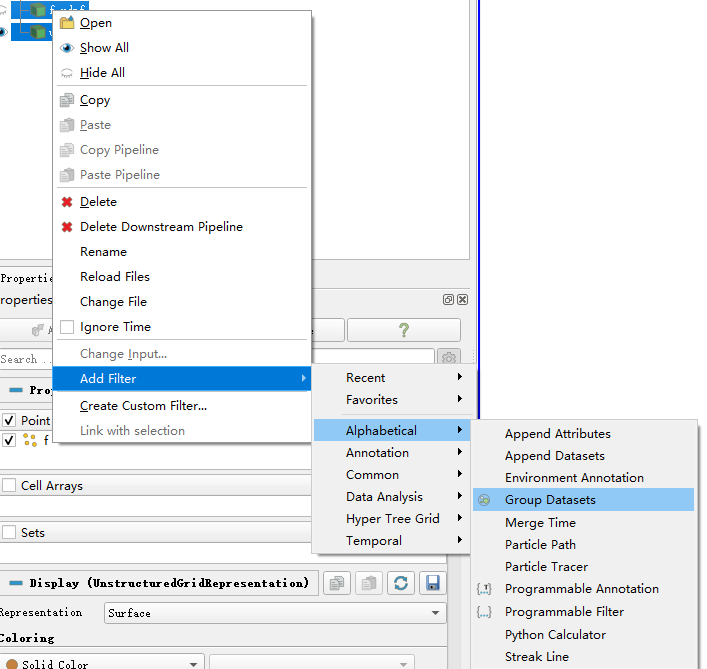 Open
Show All
Hide All
Copy
Paste
Copy Pipeline
Paste Pipeline
Delete
Delete Downstream Pipeline
Rename
Reload Files
Change File
Ignore Time
Change Input...
Add Filter
Create Custom Filter...
Link with selection
Recent
Favorites
Alphabetical
Annotation
Common
Data Analysis
Hyper Tree Grid
Temporal
Append Attributes
Append Datasets
Environment Annotation
Group Datasets
Merge Time
Particle Path
Particle Tracer
Programmable Annotation
Programmable Filter
Python Calculator
Streak Line
Propertie
roperties
?
Search ...
Pro
Point
f
Cell Arrays
Sets
Display (UnstructuredGridRepresentation)
Representation
Surface
Coloring
Solid Color